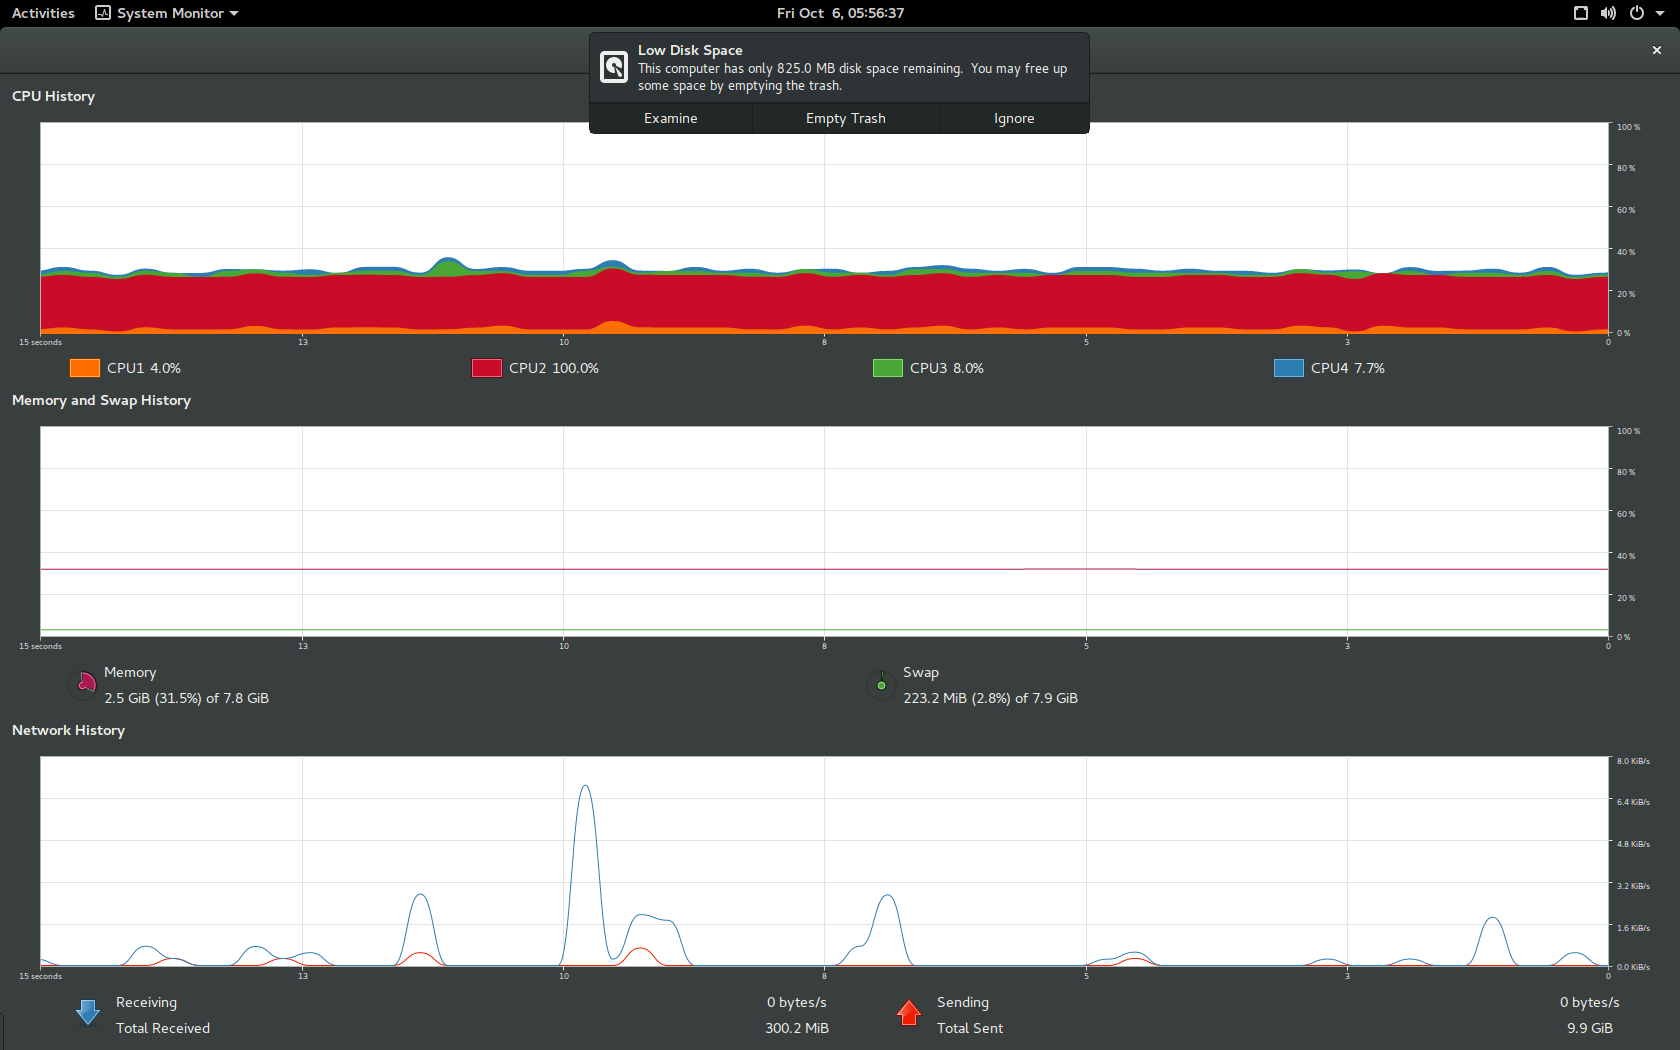 Activities System Monitor Fri Oct 6, 05:56:37
Low Disk Space
This computer has only 825.0 MB disk space remaining. You may free up
some space by emptying the trash.
Examine Empty Trash Ignore
CPU History
100 %
80 %
60 %
40 %
20 %
0 %
15 seconds 13 10 8 5 3 0
CPU1 4.0% CPU2 100.0% CPU3 8.0% CPU4 7.7%
Memory and Swap History
100 %
80 %
60 %
40 %
20 %
0 %
15 seconds 13 10 8 5 3 0
Memory Swap
2.5 GiB (31.5%) of 7.8 GiB 223.2 MiB (2.8%) of 7.9 GiB
Network History
8.0 KiB/s
6.4 KiB/s
4.8 KiB/s
3.2 KiB/s
1.6 KiB/s
0.0 KiB/s
15 seconds 13 10 8 5 3 0
Receiving 0 bytes/s Sending 0 bytes/s
Total Received 300.2 MiB Total Sent 9.9 GiB